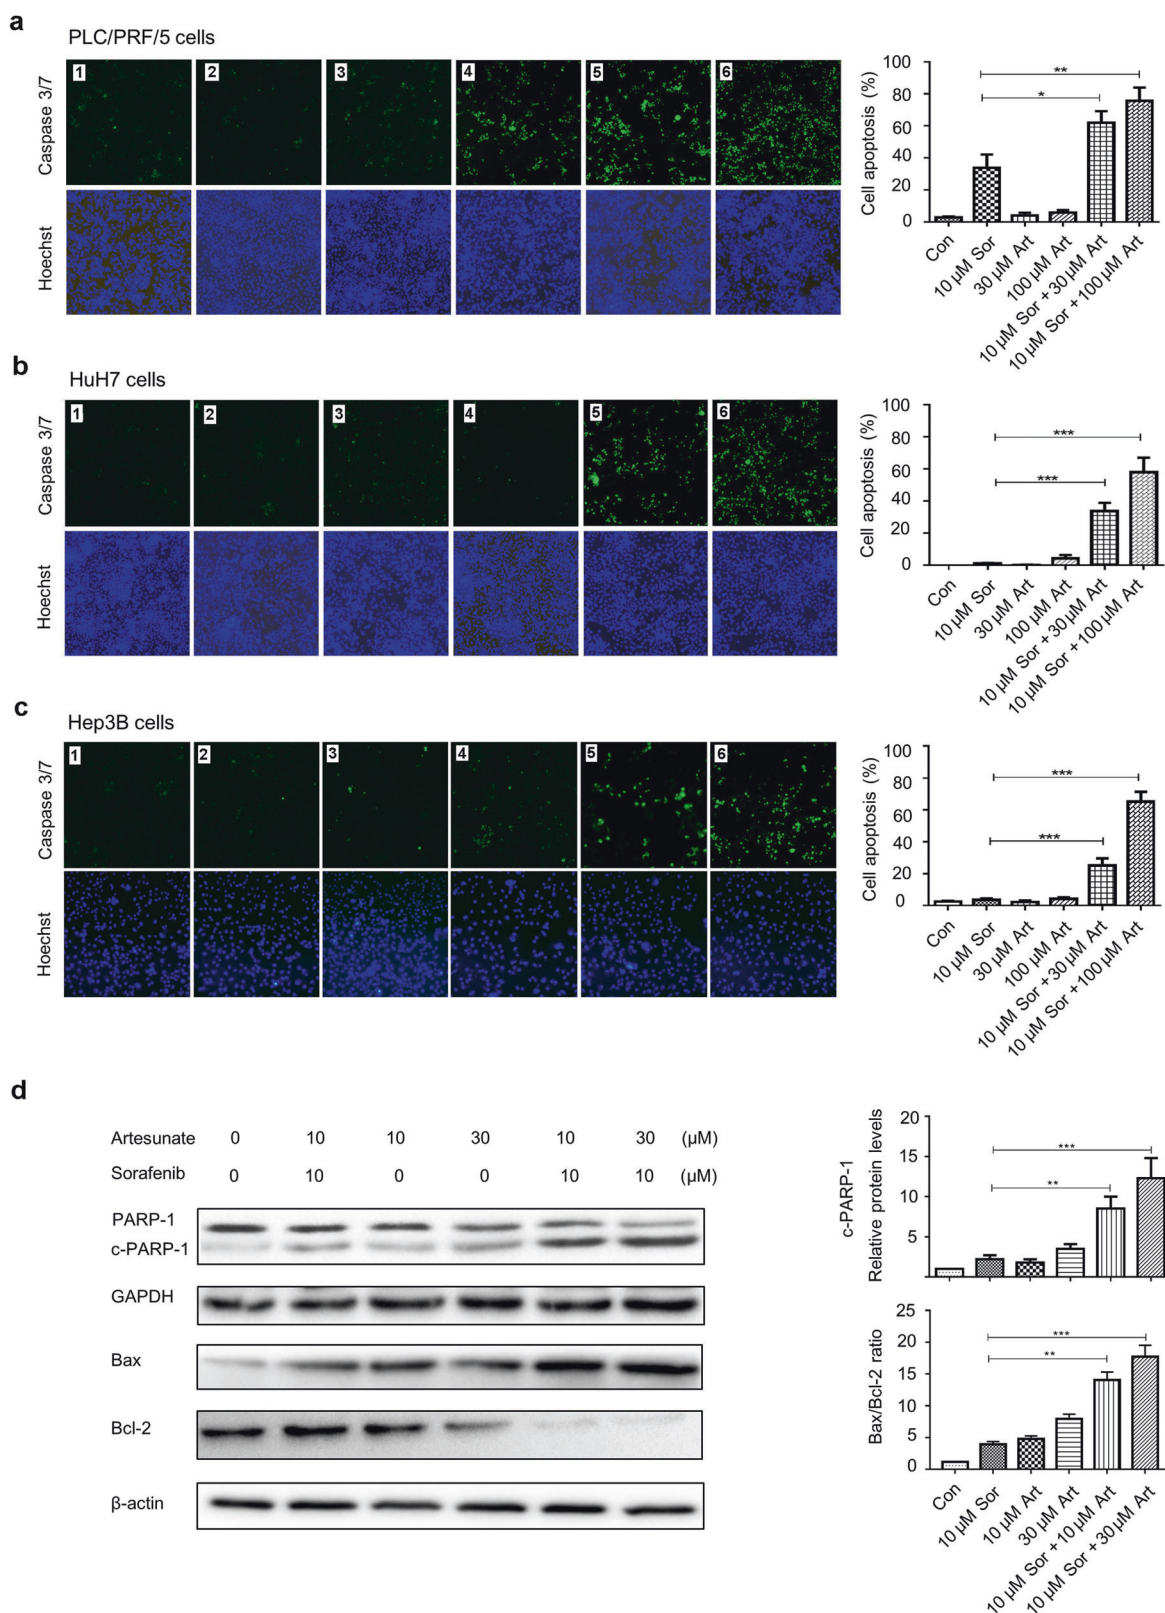 a
PLC/PRF/5 cells
Caspase 3/7
1 2 3 4 5 6
Hoechst
Cell apoptosis (%)
100
80
60
40
20
0
** 
*
Con
10 µM Sor
30 µM Art
100 µM Art
10 µM Sor + 30 µM Art
10 µM Sor + 100 µM Art
b
HuH7 cells
Caspase 3/7
1 2 3 4 5 6
Hoechst
Cell apoptosis (%)
100
80
60
40
20
0
***
***
Con
10 µM Sor
30 µM Art
100 µM Art
10 µM Sor + 30 µM Art
10 µM Sor + 100 µM Art
c
Hep3B cells
Caspase 3/7
1 2 3 4 5 6
Hoechst
Cell apoptosis (%)
100
80
60
40
20
0
***
***
Con
10 µM Sor
30 µM Art
100 µM Art
10 µM Sor + 30 µM Art
10 µM Sor + 100 µM Art
d
Artesunate 0 10 10 30 10 30 (µM)
Sorafenib 0 10 0 0 10 10 (µM)
PARP-1
c-PARP-1
GAPDH
Bax
Bcl-2
β-actin
c-PARP-1
Relative protein levels
20
15
10
5
***
**
Bax/Bcl-2 ratio
25
20
15
10
5
0
***
**
Con
10 µM Sor
10 µM Art
30 µM Art
10 µM Sor + 10 µM Art
10 µM Sor + 30 µM Art